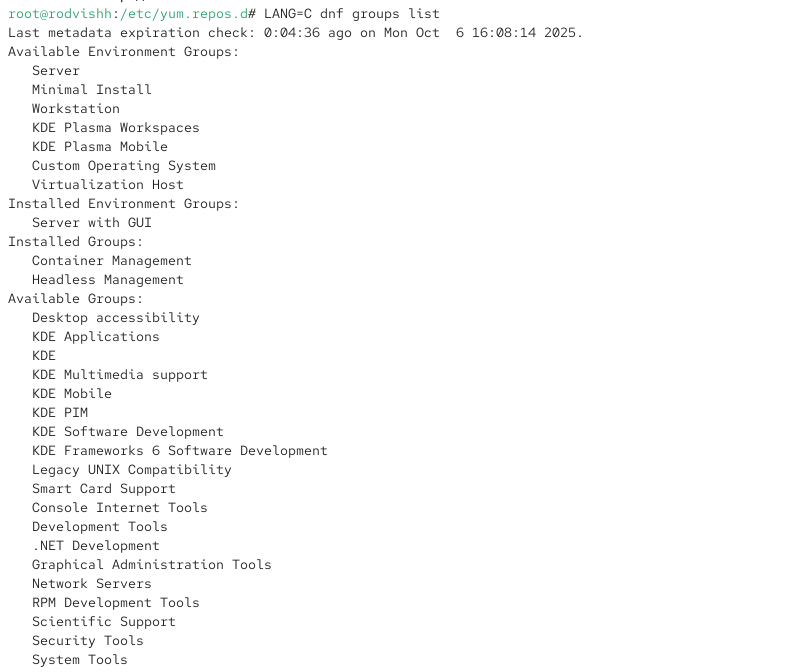 root@rodvishh:/etc/yum.repos.d# LANG=C dnf groups list
Last metadata expiration check: 0:04:36 ago on Mon Oct  6 16:08:14 2025.
Available Environment Groups:
   Server
   Minimal Install
   Workstation
   KDE Plasma Workspaces
   KDE Plasma Mobile
   Custom Operating System
   Virtualization Host
Installed Environment Groups:
   Server with GUI
Installed Groups:
   Container Management
   Headless Management
Available Groups:
   Desktop accessibility
   KDE Applications
   KDE
   KDE Multimedia support
   KDE Mobile
   KDE PIM
   KDE Software Development
   KDE Frameworks 6 Software Development
   Legacy UNIX Compatibility
   Smart Card Support
   Console Internet Tools
   Development Tools
   .NET Development
   Graphical Administration Tools
   Network Servers
   RPM Development Tools
   Scientific Support
   Security Tools
   System Tools